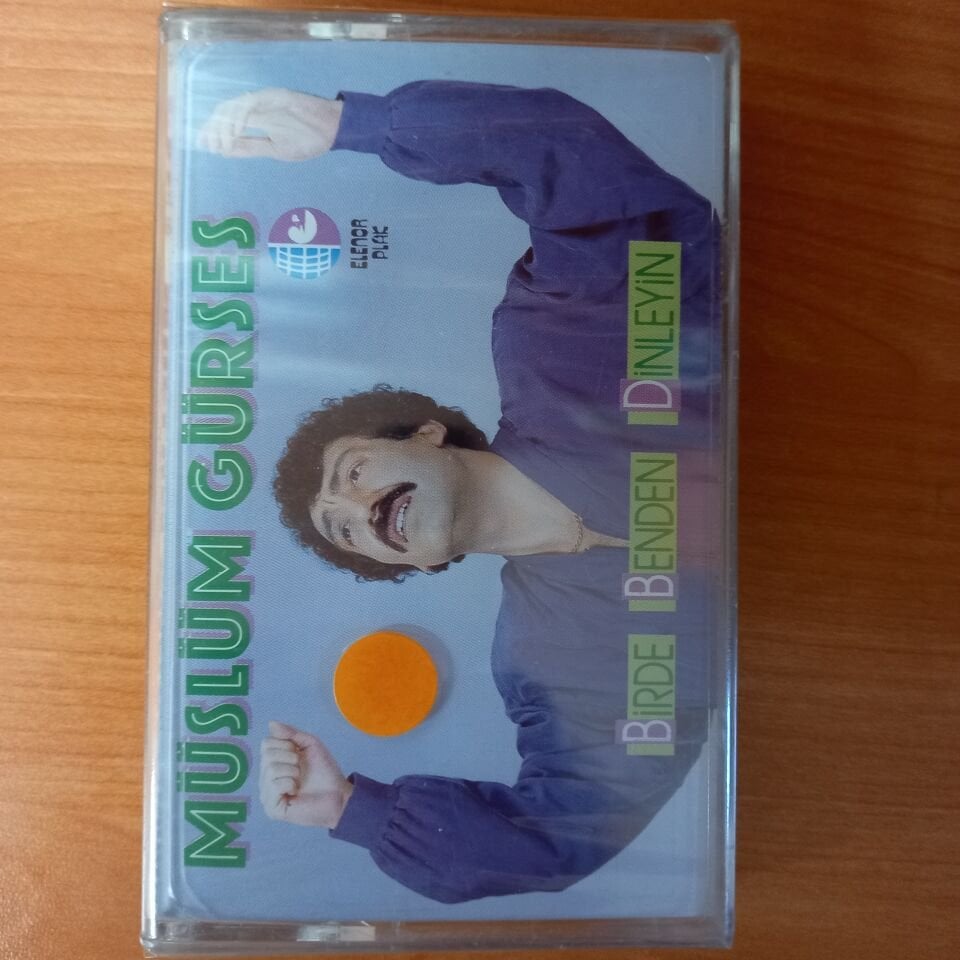 MÜSLÜM GÜRSES
ELENOR
PLAK
BİRDE BENDEN DİNLEYİN